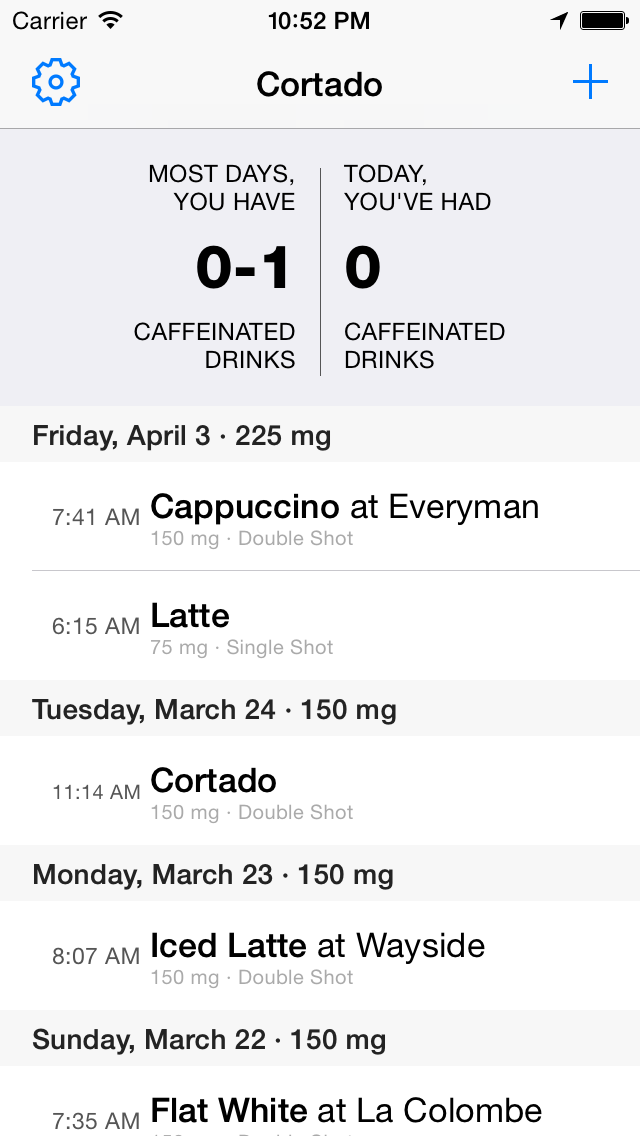 Carrier 10:52 PM
Cortado
MOST DAYS,
YOU HAVE
0-1
CAFFEINATED
DRINKS
TODAY,
YOU'VE HAD
0
CAFFEINATED
DRINKS
Friday, April 3 · 225 mg
7:41 AM Cappuccino at Everyman
150 mg · Double Shot
6:15 AM Latte
75 mg · Single Shot
Tuesday, March 24 · 150 mg
11:14 AM Cortado
150 mg · Double Shot
Monday, March 23 · 150 mg
8:07 AM Iced Latte at Wayside
150 mg · Double Shot
Sunday, March 22 · 150 mg
7:35 AM Flat White at La Colombe